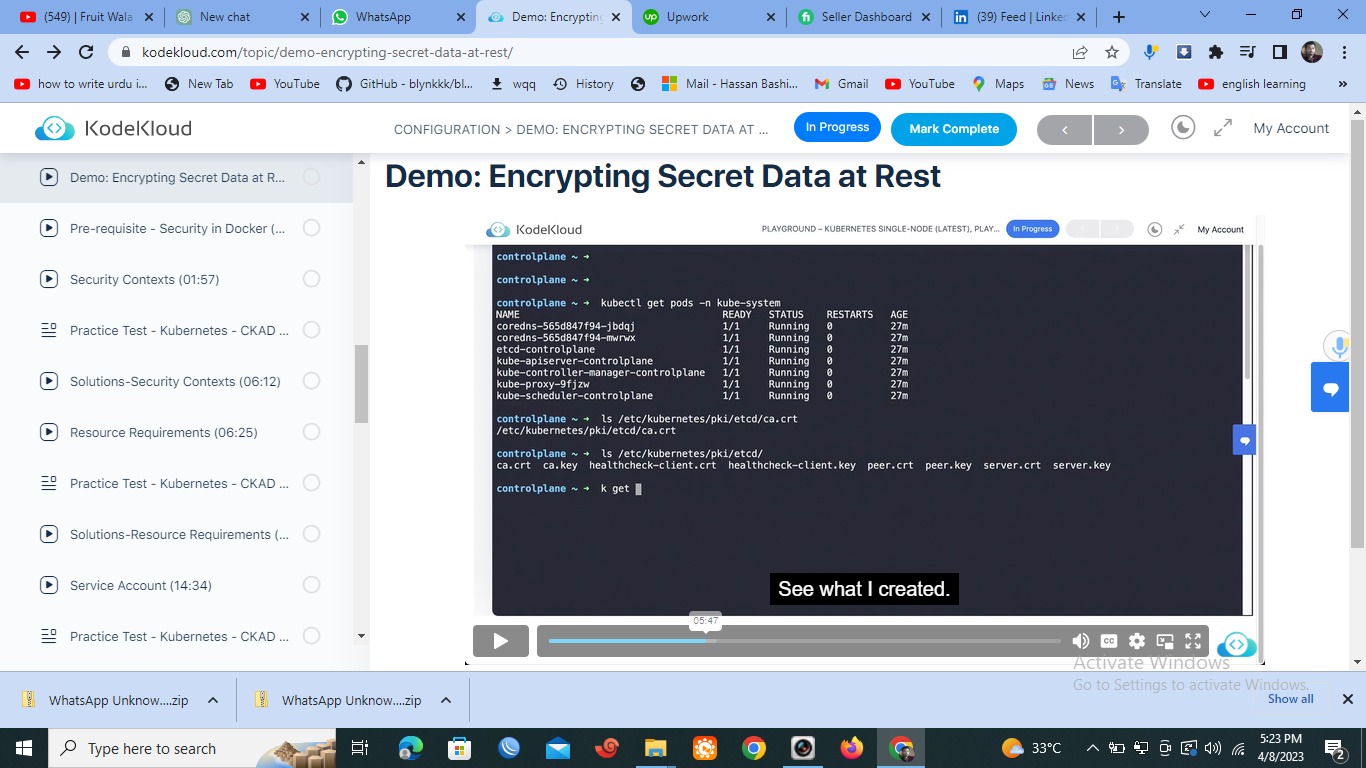 (549) | Fruit Wala
New chat
WhatsApp
Demo: Encrypting
Upwork
Seller Dashboard
(39) Feed | Linke
kodekloud.com/topic/demo-encrypting-secret-data-at-rest/
how to write urdu i...
New Tab
YouTube
GitHub - blynkkk/bl...
wqq
History
Mail - Hassan Bashi...
Gmail
YouTube
Maps
News
Translate
english learning
KodeKloud
CONFIGURATION > DEMO: ENCRYPTING SECRET DATA AT ...
In Progress
Mark Complete
My Account
Demo: Encrypting Secret Data at R...
Pre-requisite - Security in Docker (...
Security Contexts (01:57)
Practice Test - Kubernetes - CKAD ...
Solutions-Security Contexts (06:12)
Resource Requirements (06:25)
Practice Test - Kubernetes - CKAD ...
Solutions-Resource Requirements (...
Service Account (14:34)
Practice Test - Kubernetes - CKAD ...
Demo: Encrypting Secret Data at Rest
KodeKloud
PLAYGROUND – KUBERNETES SINGLE-NODE (LATEST), PLAY...
In Progress
My Account
controlplane ~ ➜
controlplane ~ ➜
controlplane ~ ➜ kubectl get pods -n kube-system
NAME READY STATUS RESTARTS AGE
coredns-565d847f94-jbdqj 1/1 Running 0 27m
coredns-565d847f94-mwrwx 1/1 Running 0 27m
etcd-controlplane 1/1 Running 0 27m
kube-apiserver-controlplane 1/1 Running 0 27m
kube-controller-manager-controlplane 1/1 Running 0 27m
kube-proxy-9fjzw 1/1 Running 0 27m
kube-scheduler-controlplane 1/1 Running 0 27m
controlplane ~ ➜ ls /etc/kubernetes/pki/etcd/ca.crt
/etc/kubernetes/pki/etcd/ca.crt
controlplane ~ ➜ ls /etc/kubernetes/pki/etcd/
ca.crt ca.key healthcheck-client.crt healthcheck-client.key peer.crt peer.key server.crt server.key
controlplane ~ ➜ k get
See what I created.
05:47
CC
Activate Windows
Go to Settings to activate Windows.
WhatsApp Unknow....zip
WhatsApp Unknow....zip
Show all
Type here to search
33°C
5:23 PM
4/8/2023
2